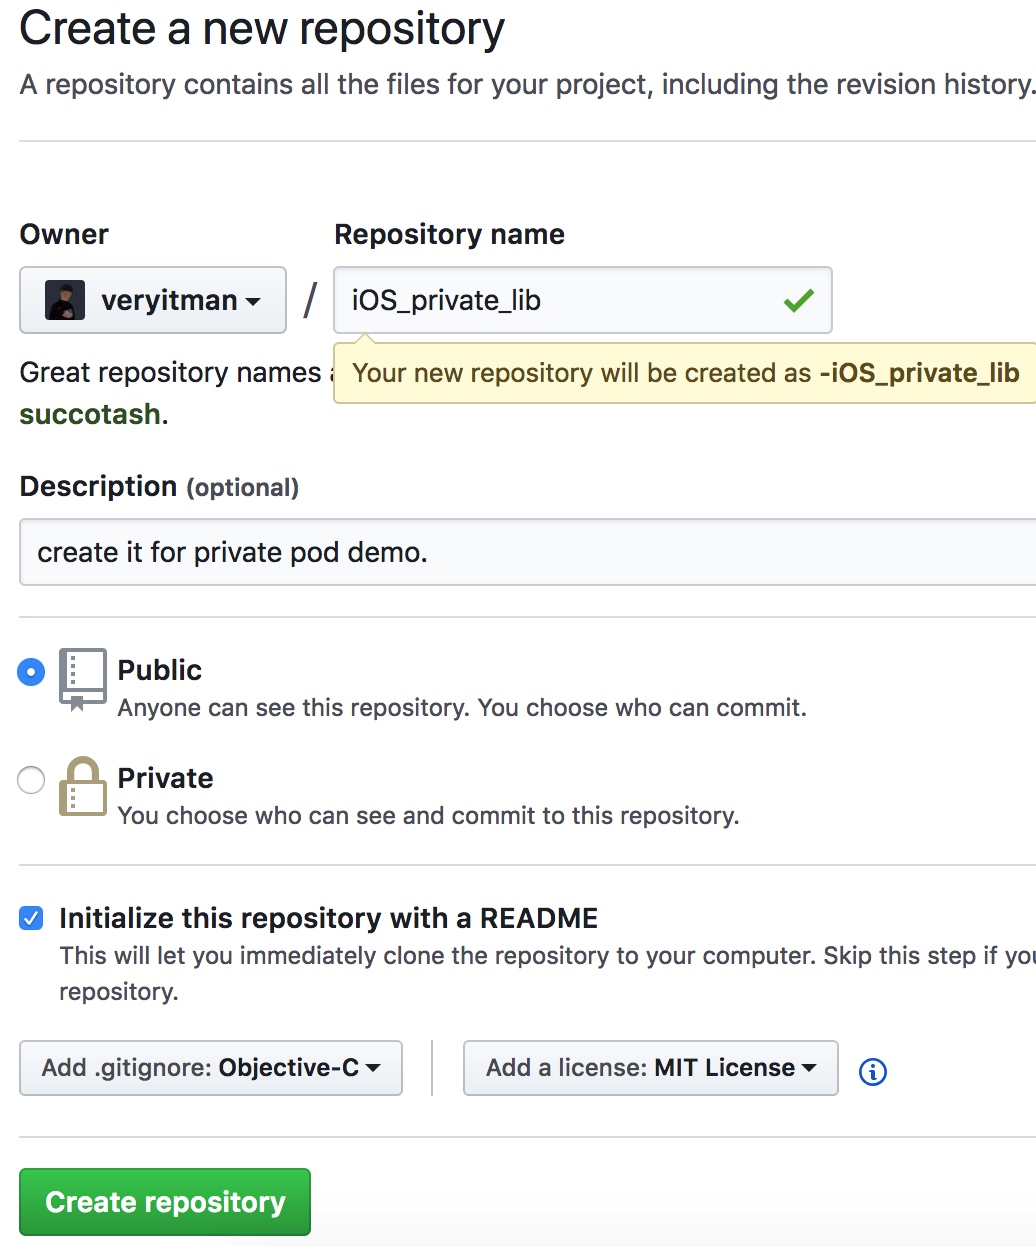 Create a new repository
A repository contains all the files for your project, including the revision history.
Owner
Repository name
veryitman
/
iOS_private_lib
Great repository names
Your new repository will be created as -iOS_private_lib
succotash.
Description (optional)
create it for private pod demo.
Public
Anyone can see this repository. You choose who can commit.
Private
You choose who can see and commit to this repository.
Initialize this repository with a README
This will let you immediately clone the repository to your computer. Skip this step if you
repository.
Add .gitignore: Objective-C
Add a license: MIT License
Create repository